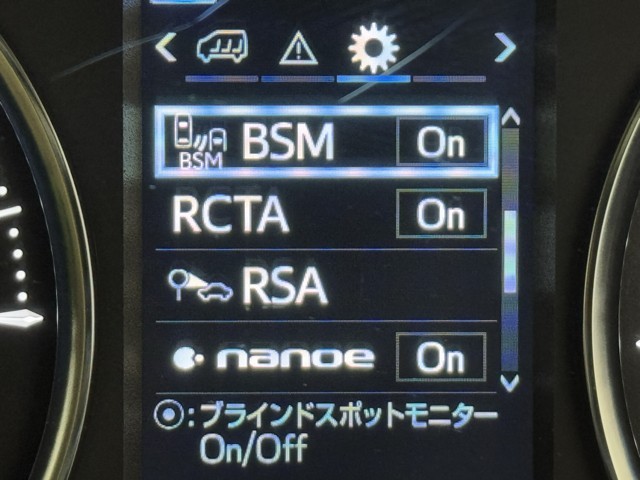 BSM BSM On
RCTA On
RSA
nanoe On
◉:ブラインドスポットモニター
On/Off